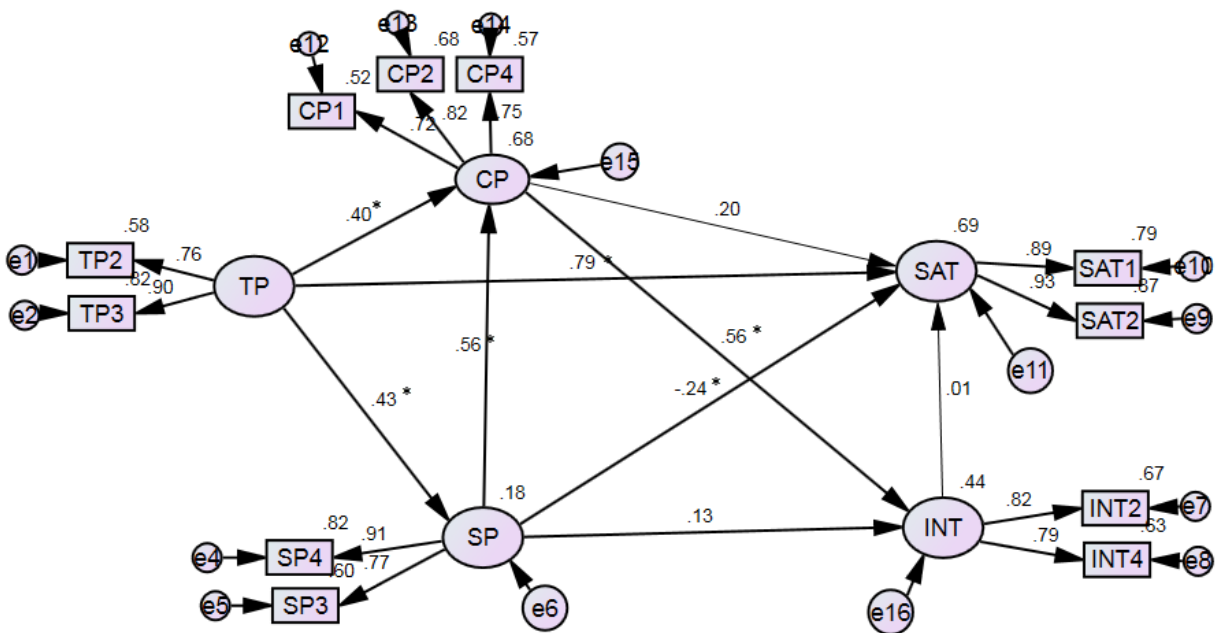 e13 .68 e14 .57
e12
CP2 CP4
.52
CP1
.82 .75
.72
.68
CP e15
.20
.40*
.58 .69 .79
e1 TP2 .76 .89
SAT SAT1 e10
TP .79 *
.82 .90 .93 .87
e2 TP3 SAT2 e9
.56 * .56 *
e11
.43 * -.24 * .01
.18 .44 .67
.82 .91 .82 INT2 e7
.13
SP INT
e4 SP4 .79 .63
.60 .77 INT4 e8
e5 SP3 e6 e16